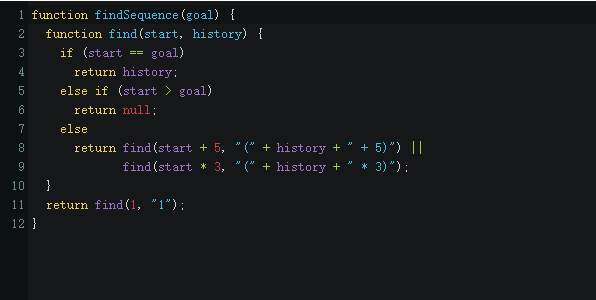 1 function findSequence(goal) {
2   function find(start, history) {
3     if (start == goal)
4       return history;
5     else if (start > goal)
6       return null;
7     else
8       return find(start + 5, "(" + history + " + 5)") ||
9              find(start * 3, "(" + history + " * 3)");
10   }
11   return find(1, "1");
12 }